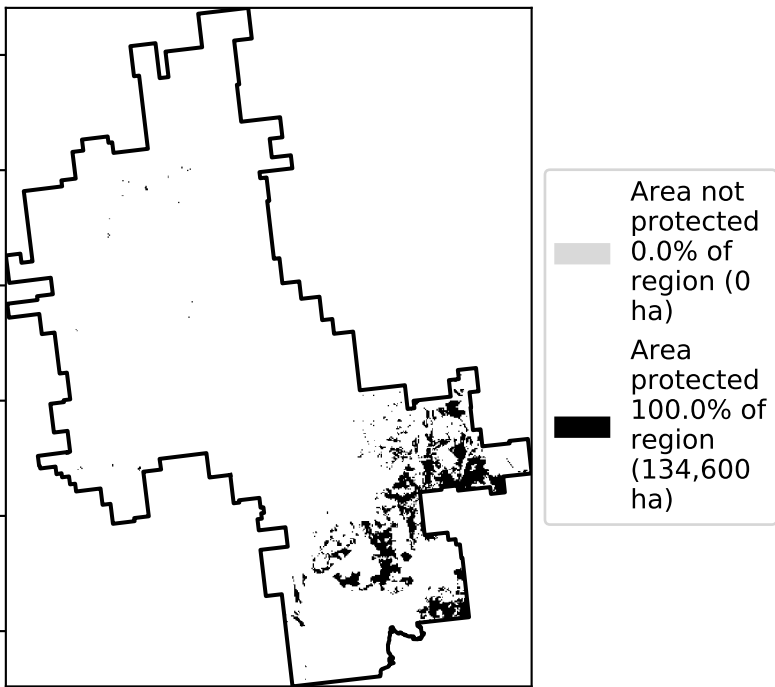 Area not
protected
0.0% of
region (0
ha)
Area
protected
100.0% of
region
(134,600
ha)